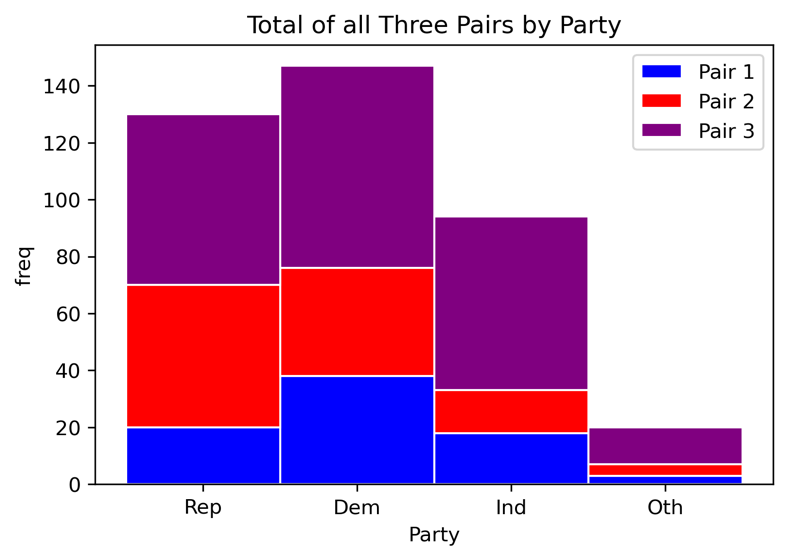 Total of all Three Pairs by Party
Pair 1
Pair 2
Pair 3
freq
140
120
100
80
60
40
20
0
Rep Dem Ind Oth
Party